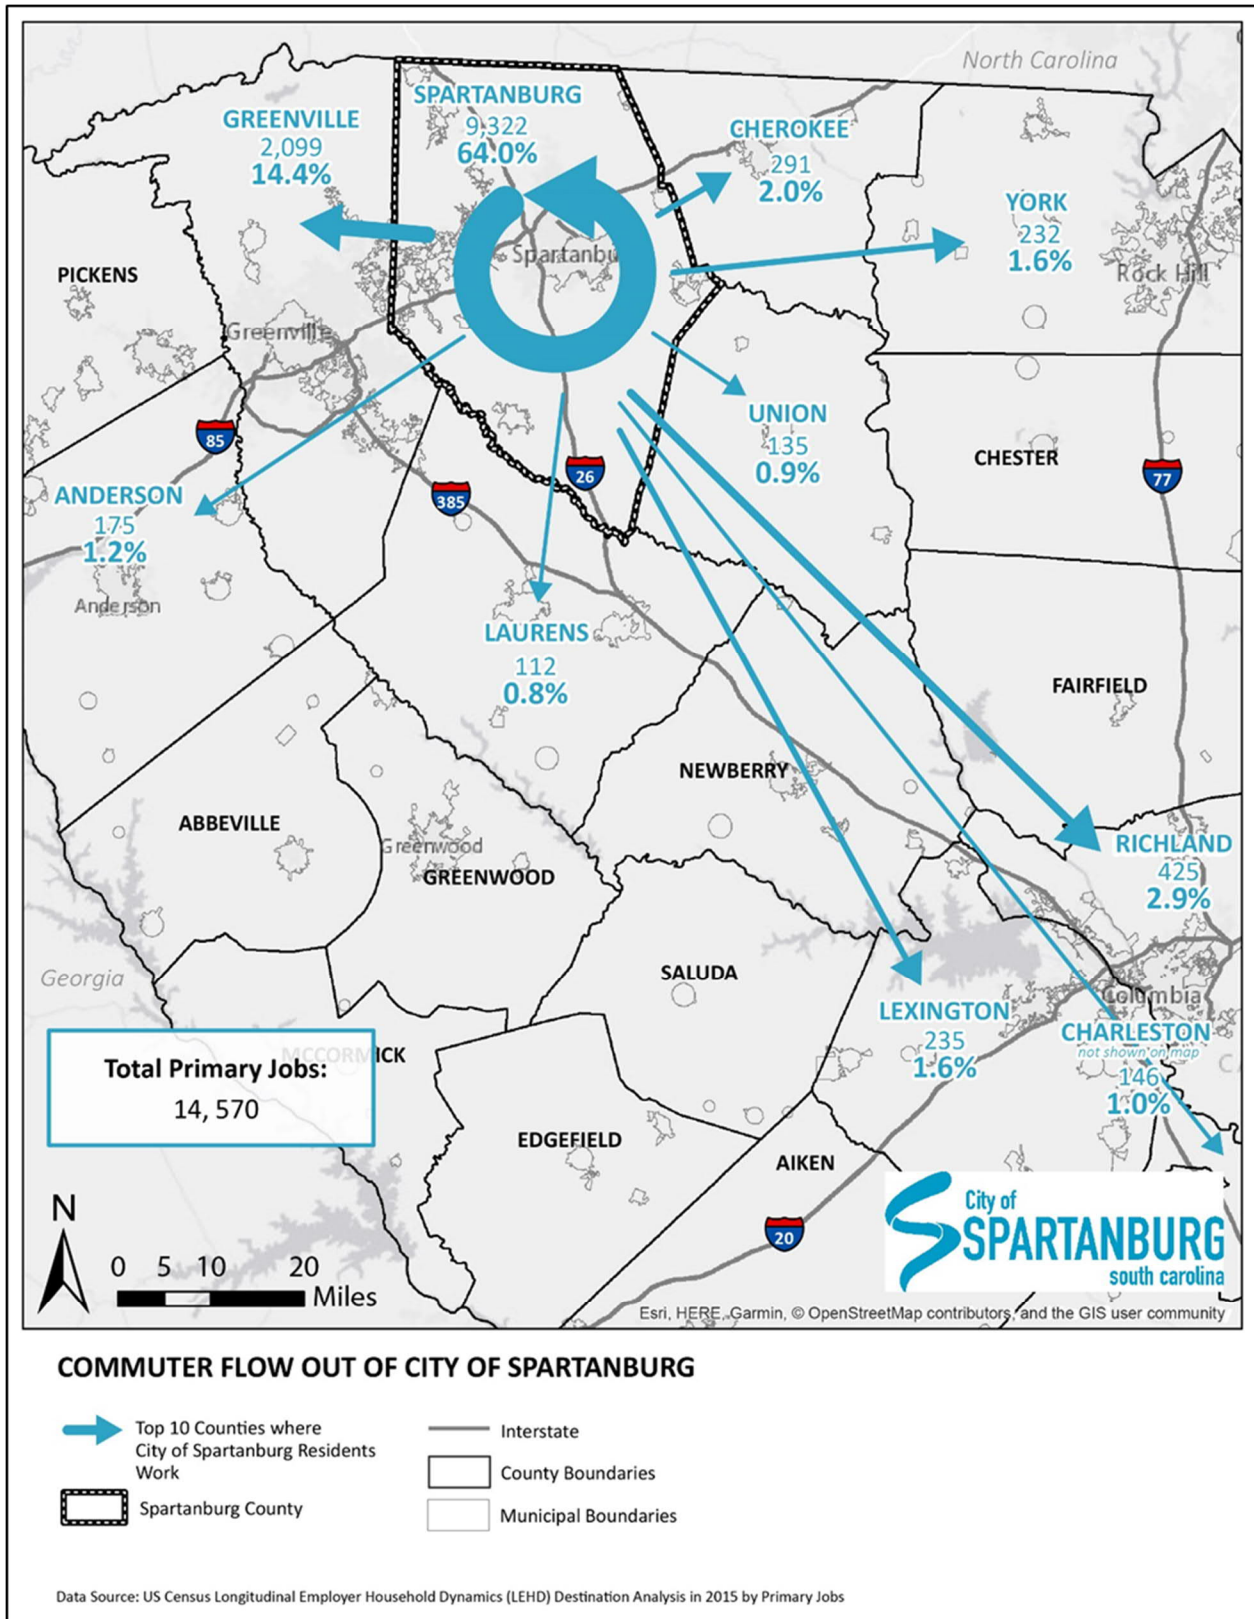 North Carolina
SPARTANBURG
9,322
64.0%
GREENVILLE
2,099
14.4%
CHEROKEE
291
2.0%
YORK
232
1.6%
Spartanbu
Rock Hill
PICKENS
Greenville
85
ANDERSON
175
1.2%
Anderson
385
26
UNION
135
0.9%
CHESTER
77
LAURENS
112
0.8%
FAIRFIELD
NEWBERRY
ABBEVILLE
Greenwood
GREENWOOD
RICHLAND
425
2.9%
Georgia
SALUDA
LEXINGTON
235
1.6%
Columbia
CHARLESTON
not shown on map
146
1.0%
CA
MCCORMICK
Total Primary Jobs:
14, 570
EDGEFIELD
AIKEN
20
N
0 5 10 20
Miles
City of
SPARTANBURG
south carolina
Esri, HERE, Garmin, © OpenStreetMap contributors, and the GIS user community
COMMUTER FLOW OUT OF CITY OF SPARTANBURG
Top 10 Counties where
City of Spartanburg Residents
Work
Spartanburg County
Interstate
County Boundaries
Municipal Boundaries
Data Source: US Census Longitudinal Employer Household Dynamics (LEHD) Destination Analysis in 2015 by Primary Jobs